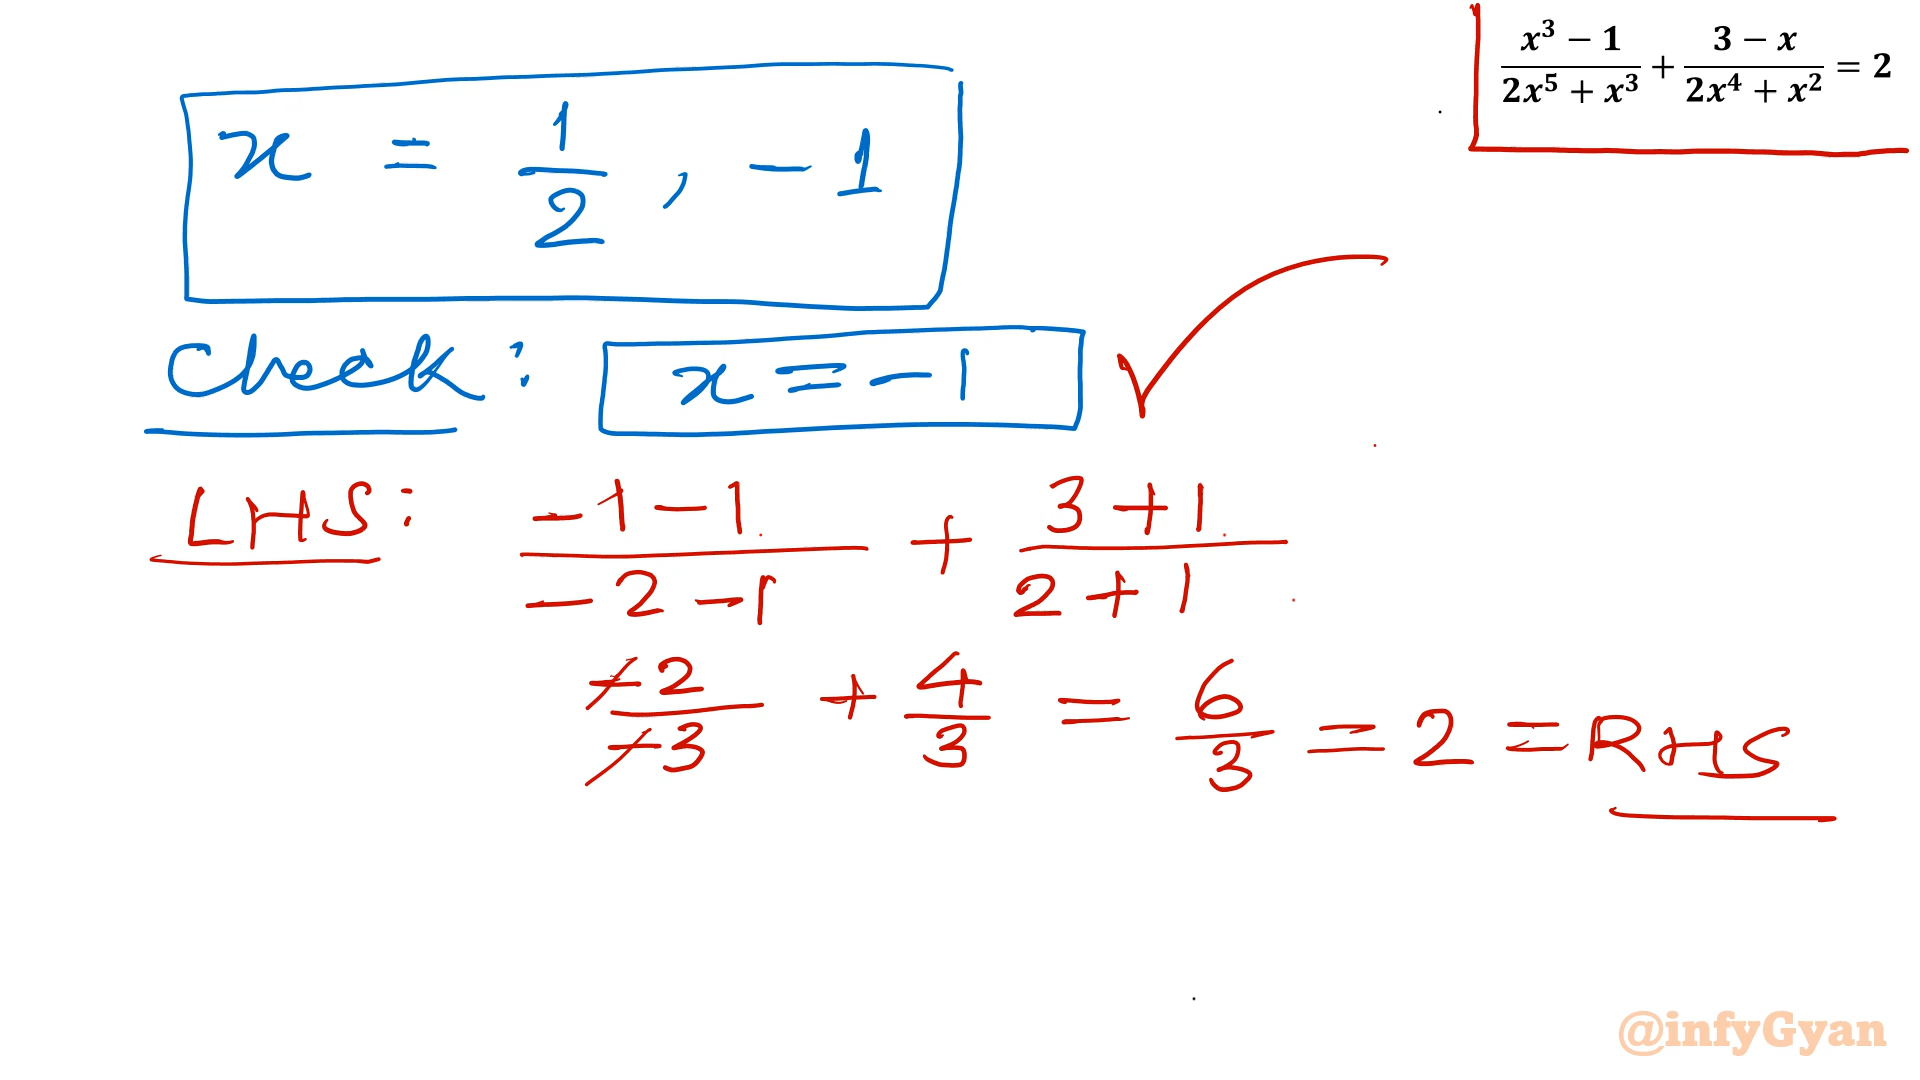 x³ − 1 / 2x⁵ + x³ + 3 − x / 2x⁴ + x² = 2
x = 1/2 , −1
Check : x = −1
LHS : −1 − 1 / −2 − 1 + 3 + 1 / 2 + 1
−2/−3 + 4/3 = 6/3 = 2 = RHS
@infyGyan